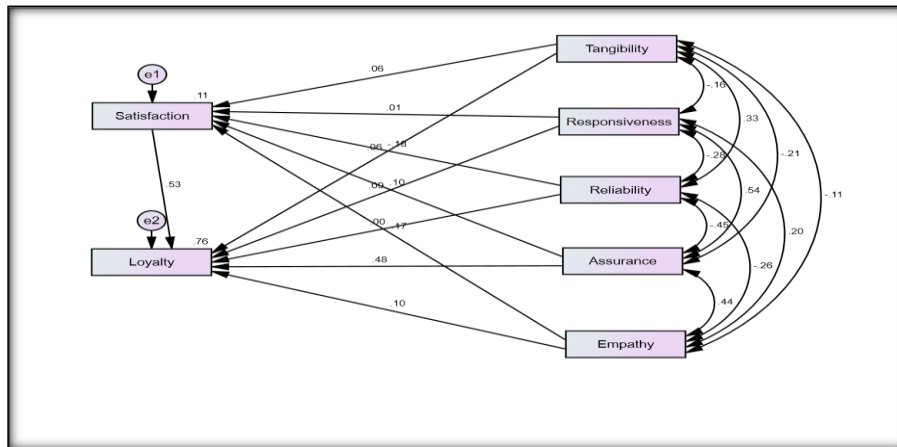 Tangibility
.06
e1
.11
-.16
Satisfaction
.01
Responsiveness
.33
.06
-.18
-.28
-.21
.53
.09
.10
Reliability
.54
-.11
e2
.00
.17
-.45
.20
.76
.48
Assurance
-.26
Loyalty
.44
.10
Empathy